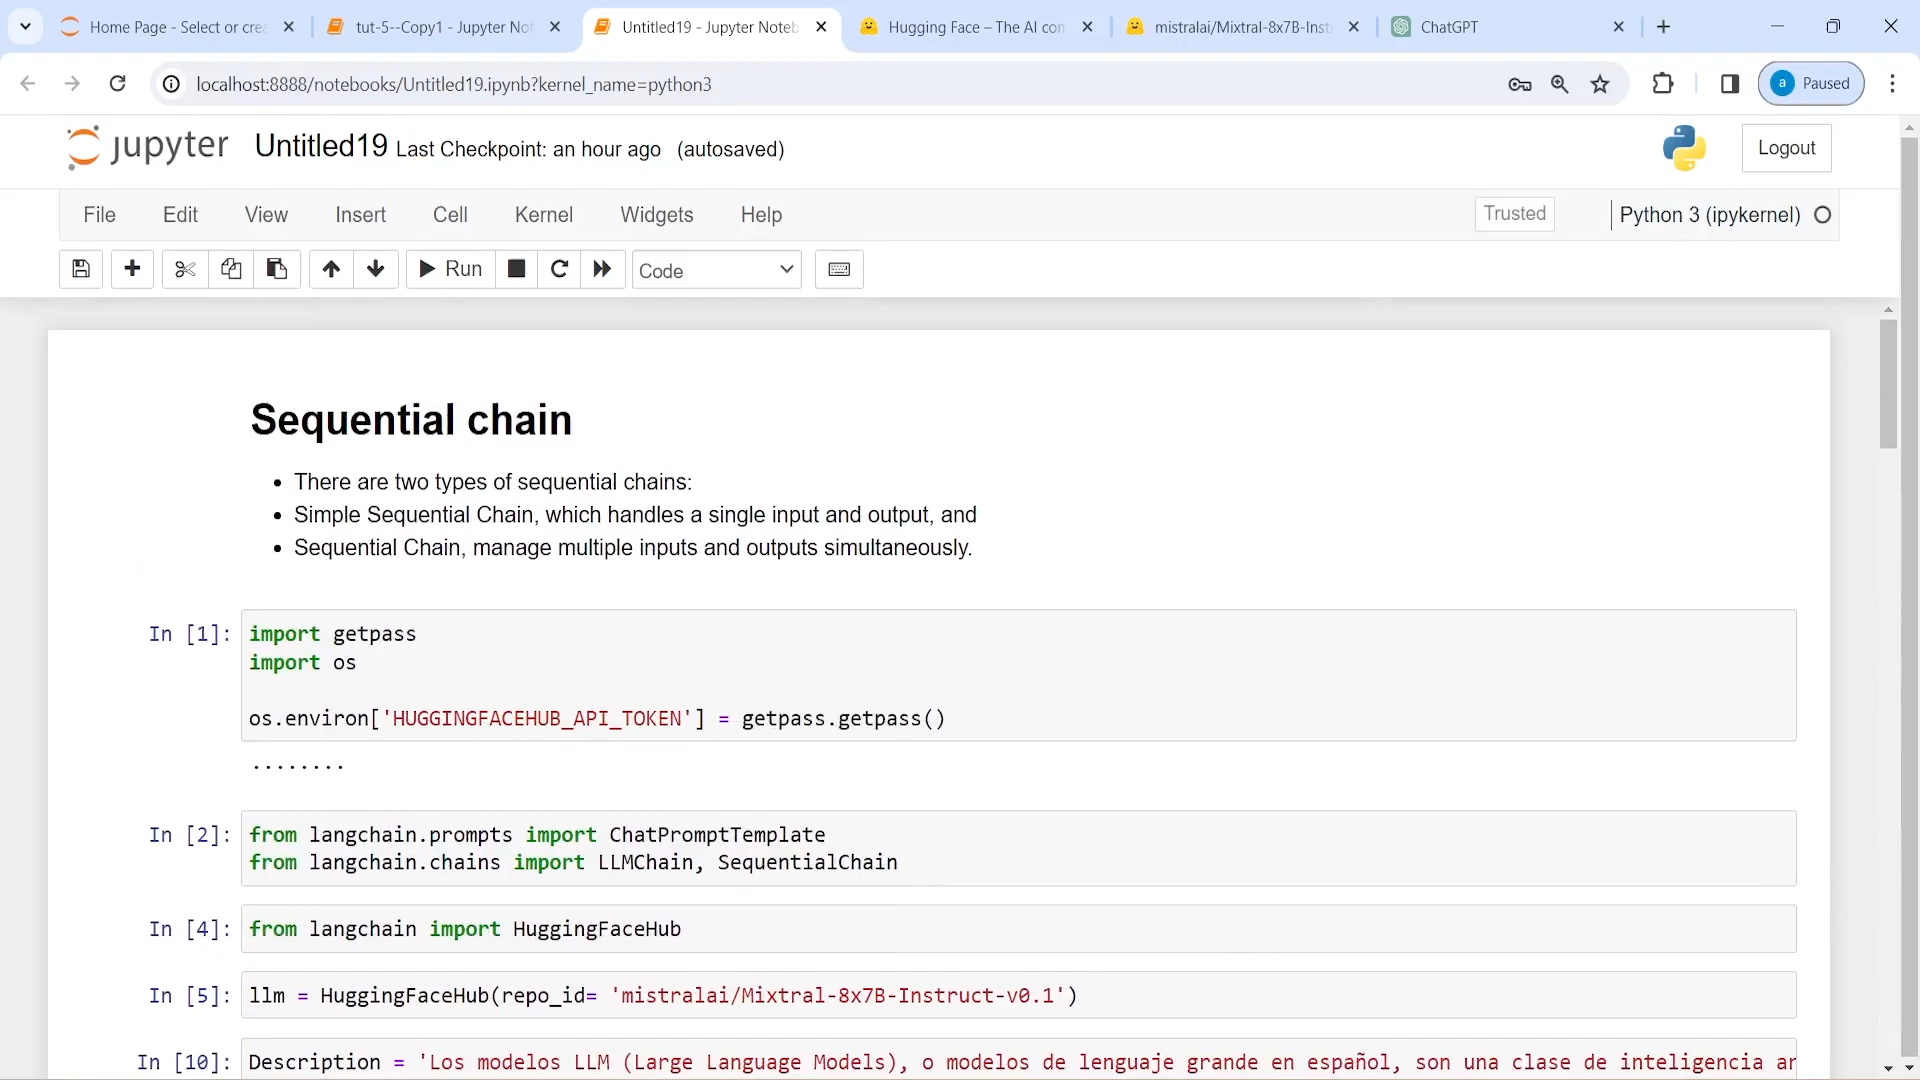 Home Page - Select or crea
tut-5--Copy1 - Jupyter Not
Untitled19 - Jupyter Noteb
Hugging Face – The AI con
mistralai/Mixtral-8x7B-Inst
ChatGPT
localhost:8888/notebooks/Untitled19.ipynb?kernel_name=python3
a Paused
jupyter Untitled19 Last Checkpoint: an hour ago (autosaved)
Logout
File Edit View Insert Cell Kernel Widgets Help
Trusted Python 3 (ipykernel)
Run Code
Sequential chain
• There are two types of sequential chains:
• Simple Sequential Chain, which handles a single input and output, and
• Sequential Chain, manage multiple inputs and outputs simultaneously.
In [1]: import getpass
import os
os.environ['HUGGINGFACEHUB_API_TOKEN'] = getpass.getpass()
········
In [2]: from langchain.prompts import ChatPromptTemplate
from langchain.chains import LLMChain, SequentialChain
In [4]: from langchain import HuggingFaceHub
In [5]: llm = HuggingFaceHub(repo_id= 'mistralai/Mixtral-8x7B-Instruct-v0.1')
In [10]: Description = 'Los modelos LLM (Large Language Models), o modelos de lenguaje grande en español, son una clase de inteligencia ar